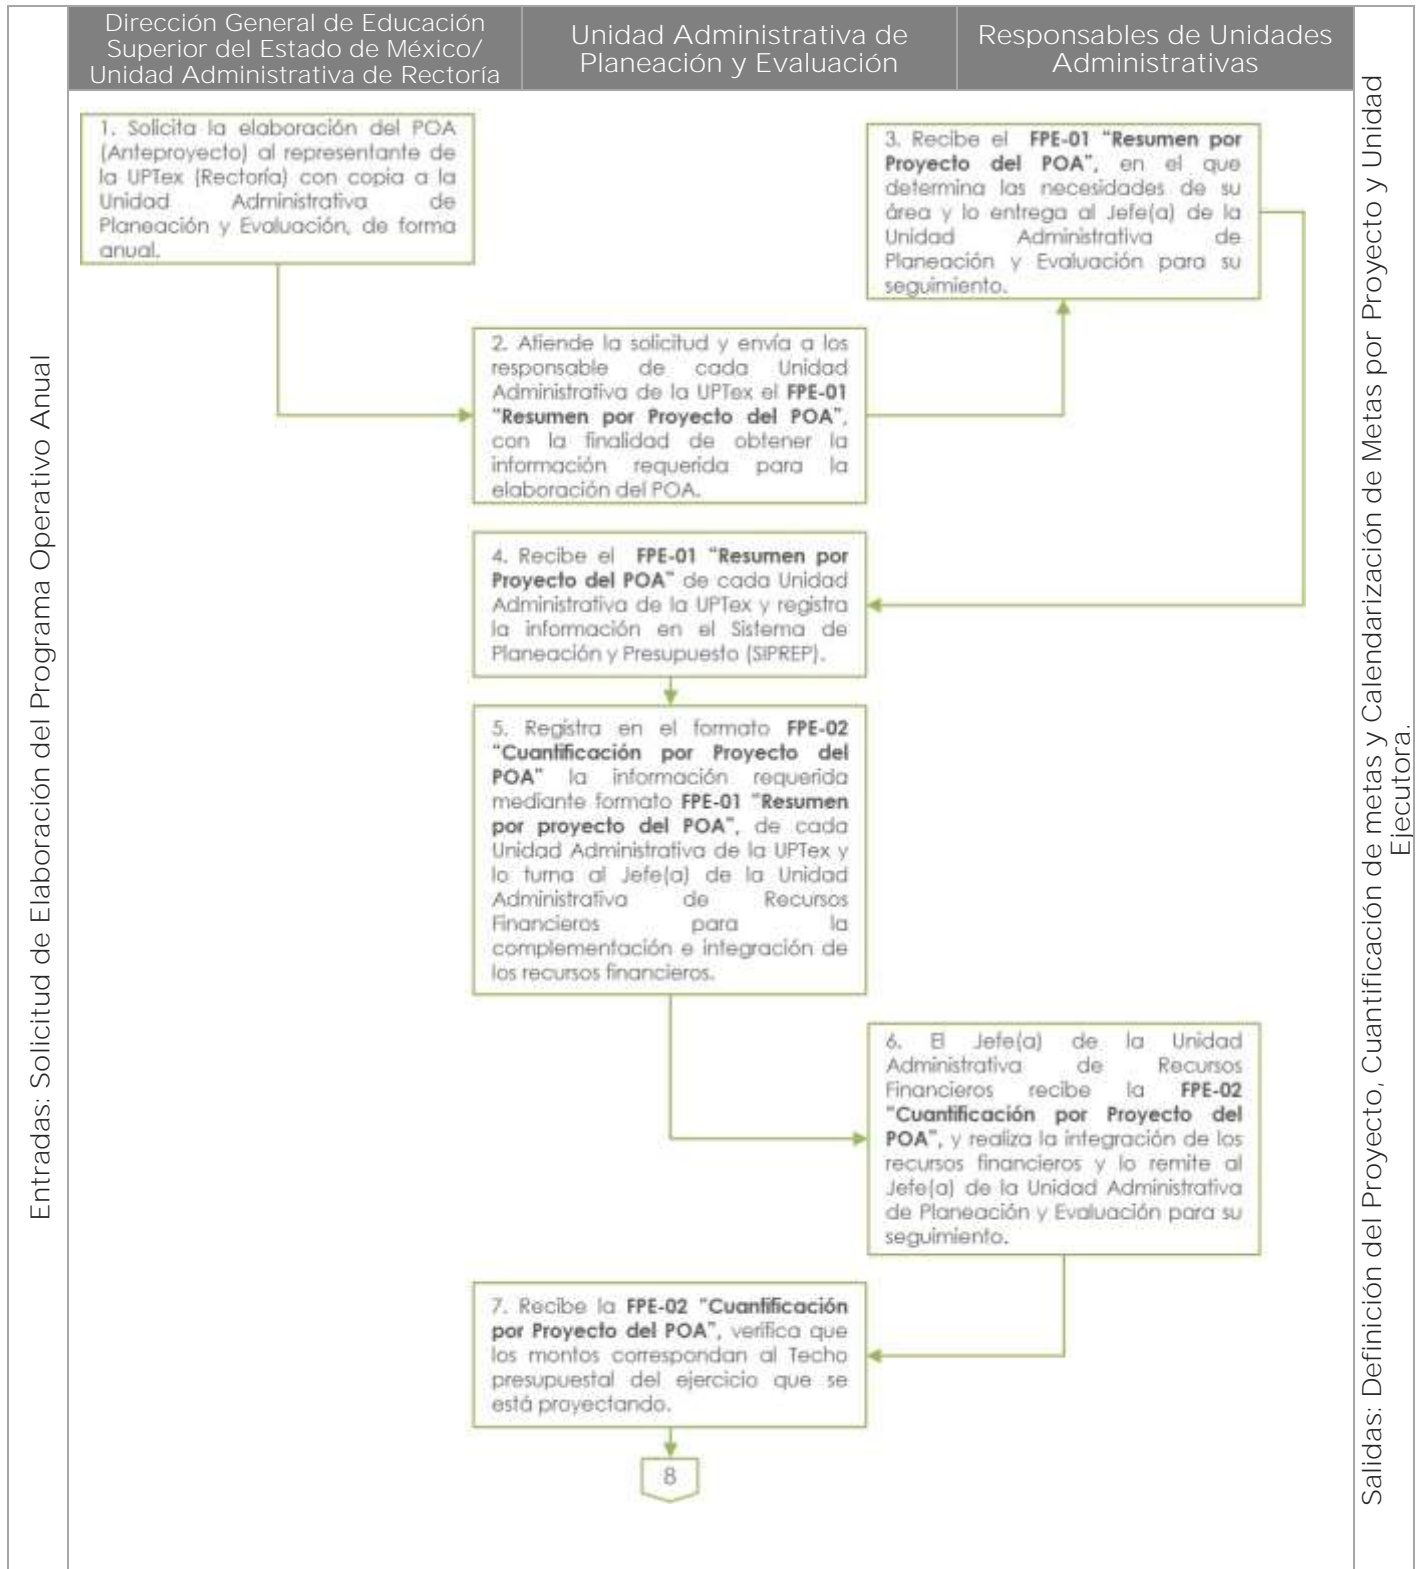 Dirección General de Educación
Superior del Estado de México/
Unidad Administrativa de Rectoría
Unidad Administrativa de
Planeación y Evaluación
Responsables de Unidades
Administrativas
Entradas: Solicitud de Elaboración del Programa Operativo Anual
1. Solicita la elaboración del POA
(Anteproyecto) al representante de
la UPTex (Rectoría) con copia a la
Unidad Administrativa de
Planeación y Evaluación, de forma
anual.
2. Atiende la solicitud y envía a los
responsable de cada Unidad
Administrativa de la UPTex el FPE-01
"Resumen por Proyecto del POA",
con la finalidad de obtener la
información requerida para la
elaboración del POA.
3. Recibe el FPE-01 "Resumen por
Proyecto del POA", en el que
determina las necesidades de su
área y lo entrega al Jefe(a) de la
Unidad Administrativa de
Planeación y Evaluación para su
seguimiento.
4. Recibe el FPE-01 "Resumen por
Proyecto del POA" de cada Unidad
Administrativa de la UPTex y registra
la información en el Sistema de
Planeación y Presupuesto (SIPREP).
5. Registra en el formato FPE-02
"Cuantificación por Proyecto del
POA" la información requerida
mediante formato FPE-01 "Resumen
por proyecto del POA", de cada
Unidad Administrativa de la UPTex y
lo turna al Jefe(a) de la Unidad
Administrativa de Recursos
Financieros para la
complementación e integración de
los recursos financieros.
6. El Jefe(a) de la Unidad
Administrativa de Recursos
Financieros recibe la FPE-02
"Cuantificación por Proyecto del
POA", y realiza la integración de los
recursos financieros y lo remite al
Jefe(a) de la Unidad Administrativa
de Planeación y Evaluación para su
seguimiento.
7. Recibe la FPE-02 "Cuantificación
por Proyecto del POA", verifica que
los montos correspondan al Techo
presupuestal del ejercicio que se
está proyectando.
8
Salidas: Definición del Proyecto, Cuantificación de metas y Calendarización de Metas por Proyecto y Unidad
Ejecutora.